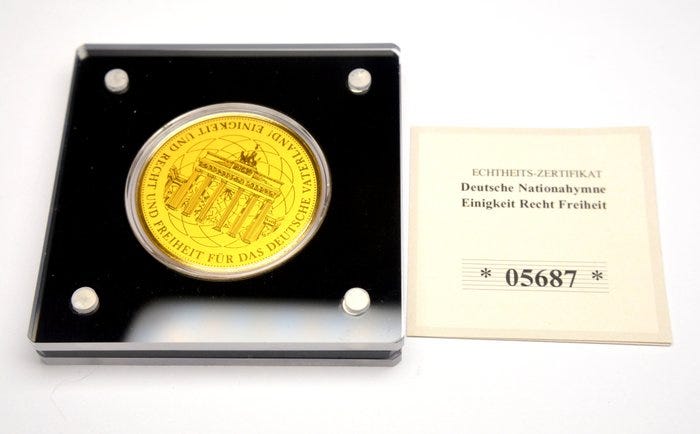 EINIGKEIT UND RECHT UND FREIHEIT FÜR DAS DEUTSCHE VATERLAND!
ECHTHEITS-ZERTIFIKAT
Deutsche Nationahymne
Einigkeit Recht Freiheit
* 05687 *